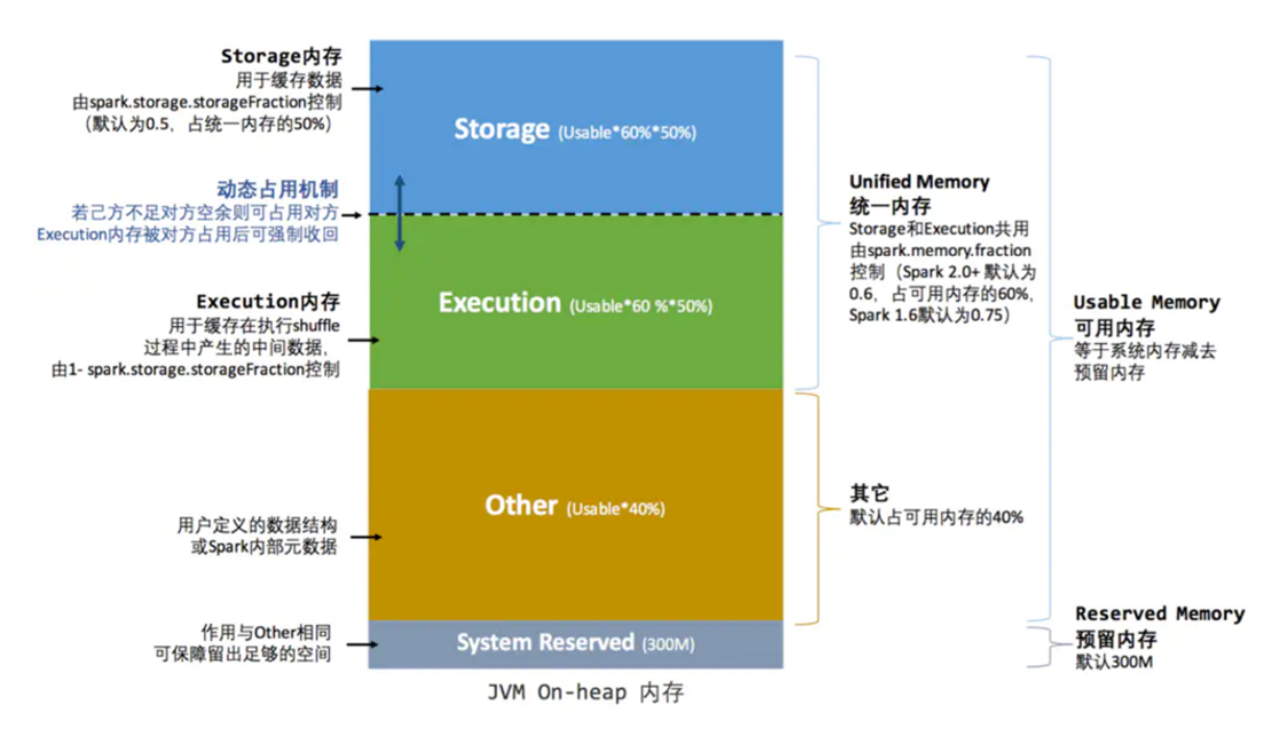 Storage内存
用于缓存数据
由spark.storage.storageFraction控制
（默认为0.5，占统一内存的50%）
动态占用机制
若己方不足对方空余则可占用对方
Execution内存被对方占用后可强制收回
Execution内存
用于缓存在执行shuffle
过程中产生的中间数据，
由1- spark.storage.storageFraction控制
用户定义的数据结构
或Spark内部元数据
作用与Other相同
可保障留出足够的空间
Storage (Usable*60%*50%)
Execution (Usable*60 %*50%)
Other (Usable*40%)
System Reserved (300M)
JVM On-heap 内存
Unified Memory
统一内存
Storage和Execution共用
由spark.memory.fraction
控制（Spark 2.0+ 默认为
0.6，占可用内存的60%，
Spark 1.6默认为0.75）
其它
默认占可用内存的40%
Usable Memory
可用内存
等于系统内存减去
预留内存
Reserved Memory
预留内存
默认300M